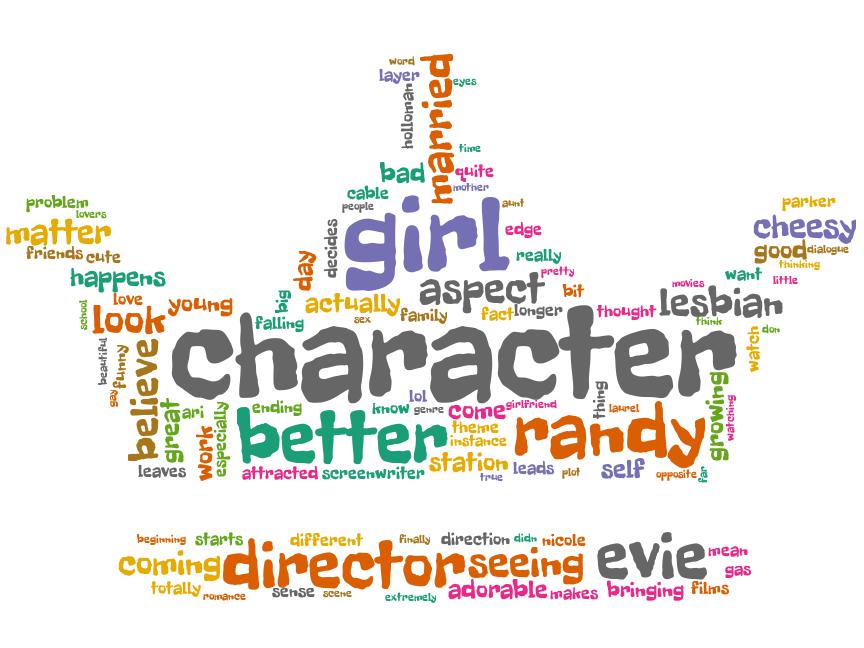 word
layer
married
eyes
holloman
time
bad
quite
cable
mother
people
aunt
girl
edge
decides
day
really
pretty
problem
lovers
matter
friends cute
happens
parker
cheesy
good dialogue
thinking
want little
big
actually
aspect
bit
movies
lesbian
love
young
school
look
falling
sex
family
fact longer
thought
think
don
watch
character
beautiful
funny
gay
believe
great
ari
work
especially
ending
better
know
lol
genre
come girlfriend
theme
instance
station
true
thing
laurel
randy
growing
watching
leaves
attracted screenwriter
leads
plot
self
opposite
far
beginning
starts
different
finally
direction didn nicole
coming director seeing evie mean
gas
totally
romance
sense
scene
extremely
adorable makes bringing films